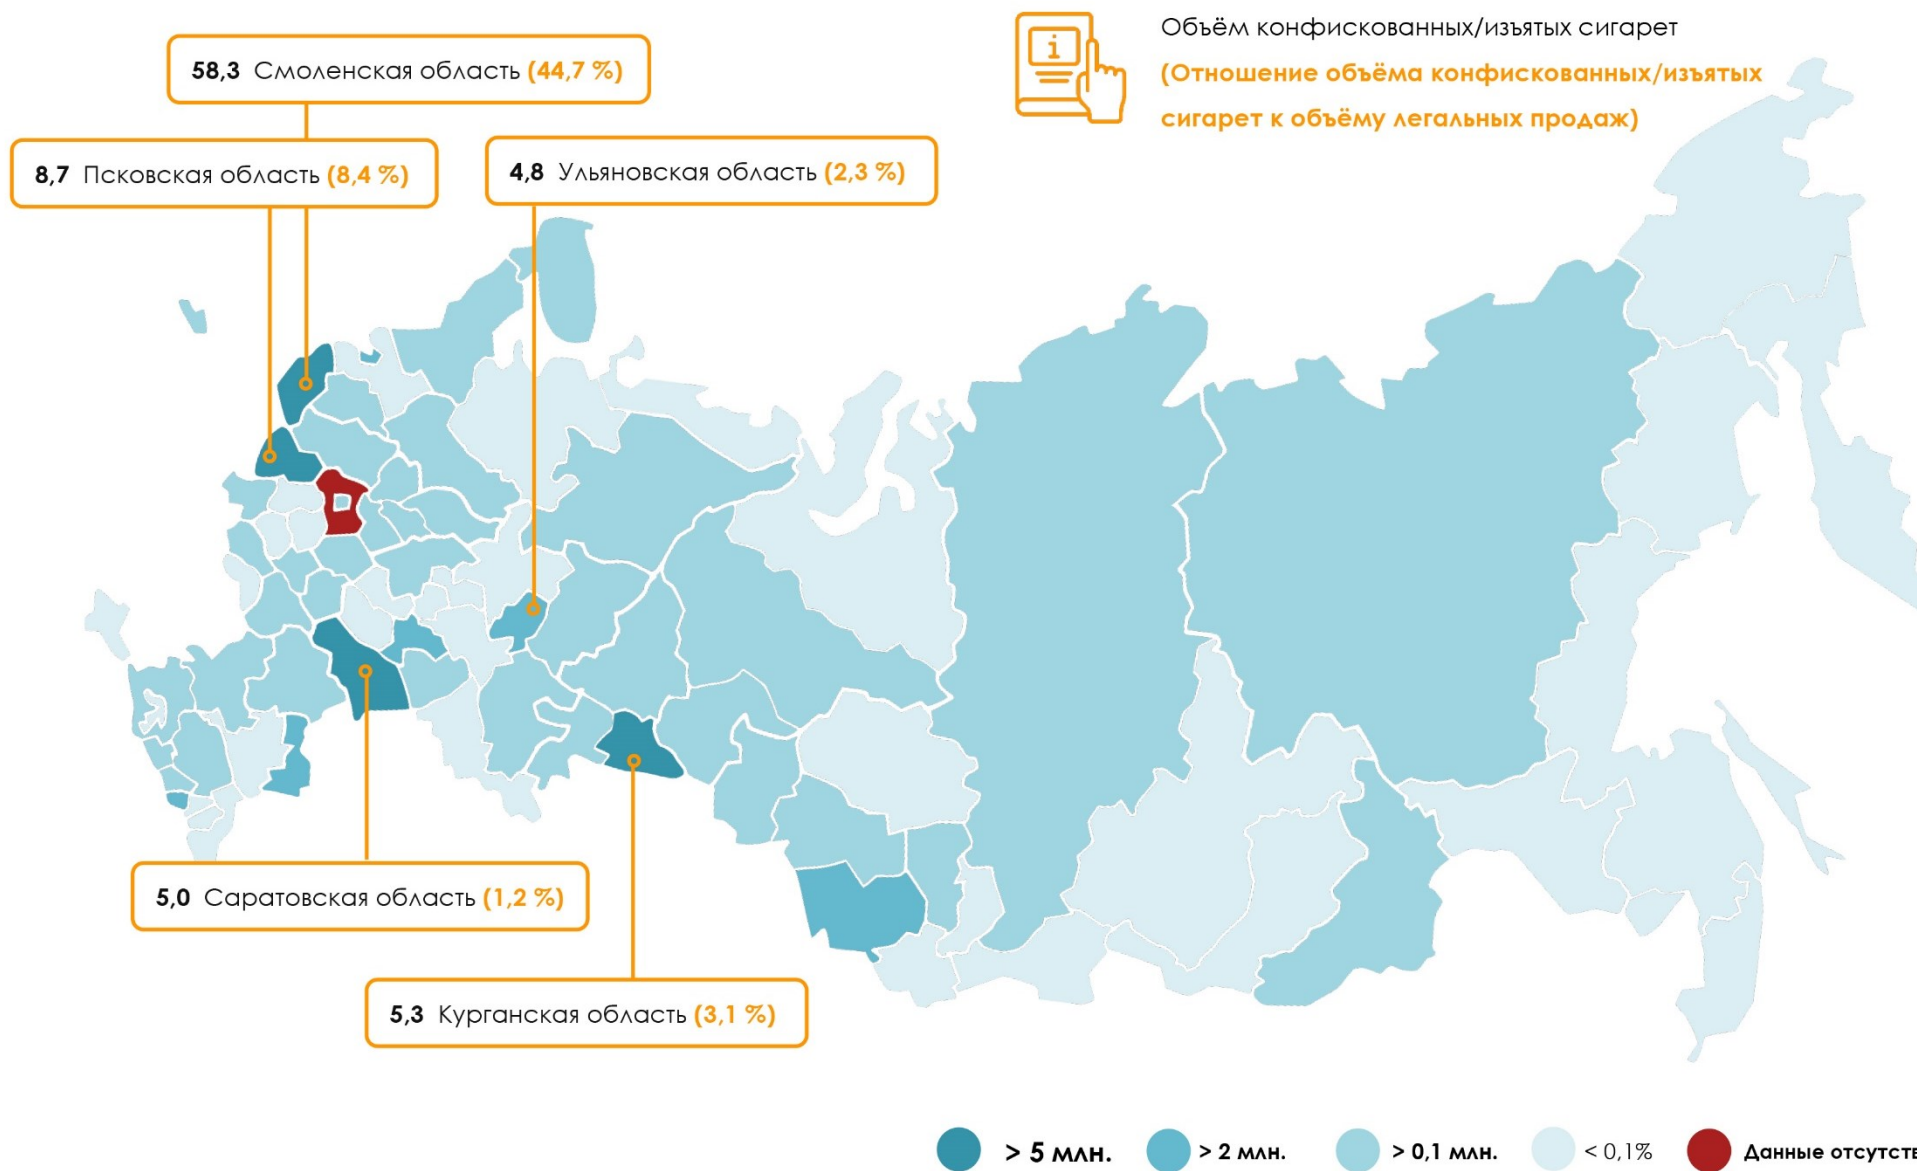 Объём конфискованных/изъятых сигарет
(Отношение объёма конфискованных/изъятых
сигарет к объёму легальных продаж)
58,3 Смоленская область (44,7 %)
8,7 Псковская область (8,4 %)
4,8 Ульяновская область (2,3 %)
5,0 Саратовская область (1,2 %)
5,3 Курганская область (3,1 %)
> 5 млн.
> 2 млн.
> 0,1 млн.
< 0,1%
Данные отсутств